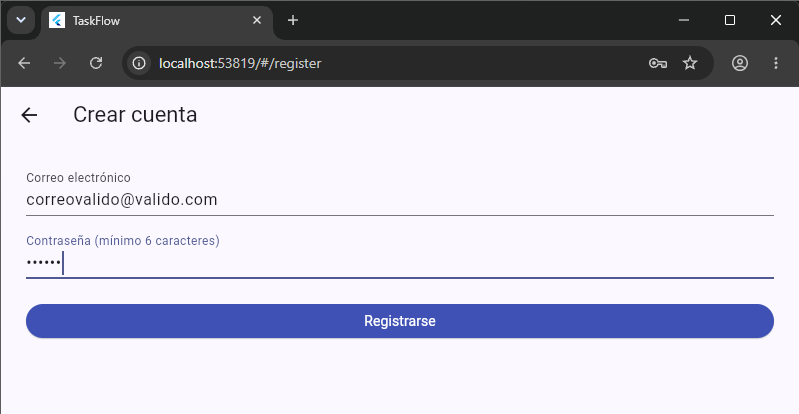 TaskFlow
localhost:53819/#/register
Crear cuenta
Correo electrónico
correovalido@valido.com
Contraseña (mínimo 6 caracteres)
••••••
Registrarse